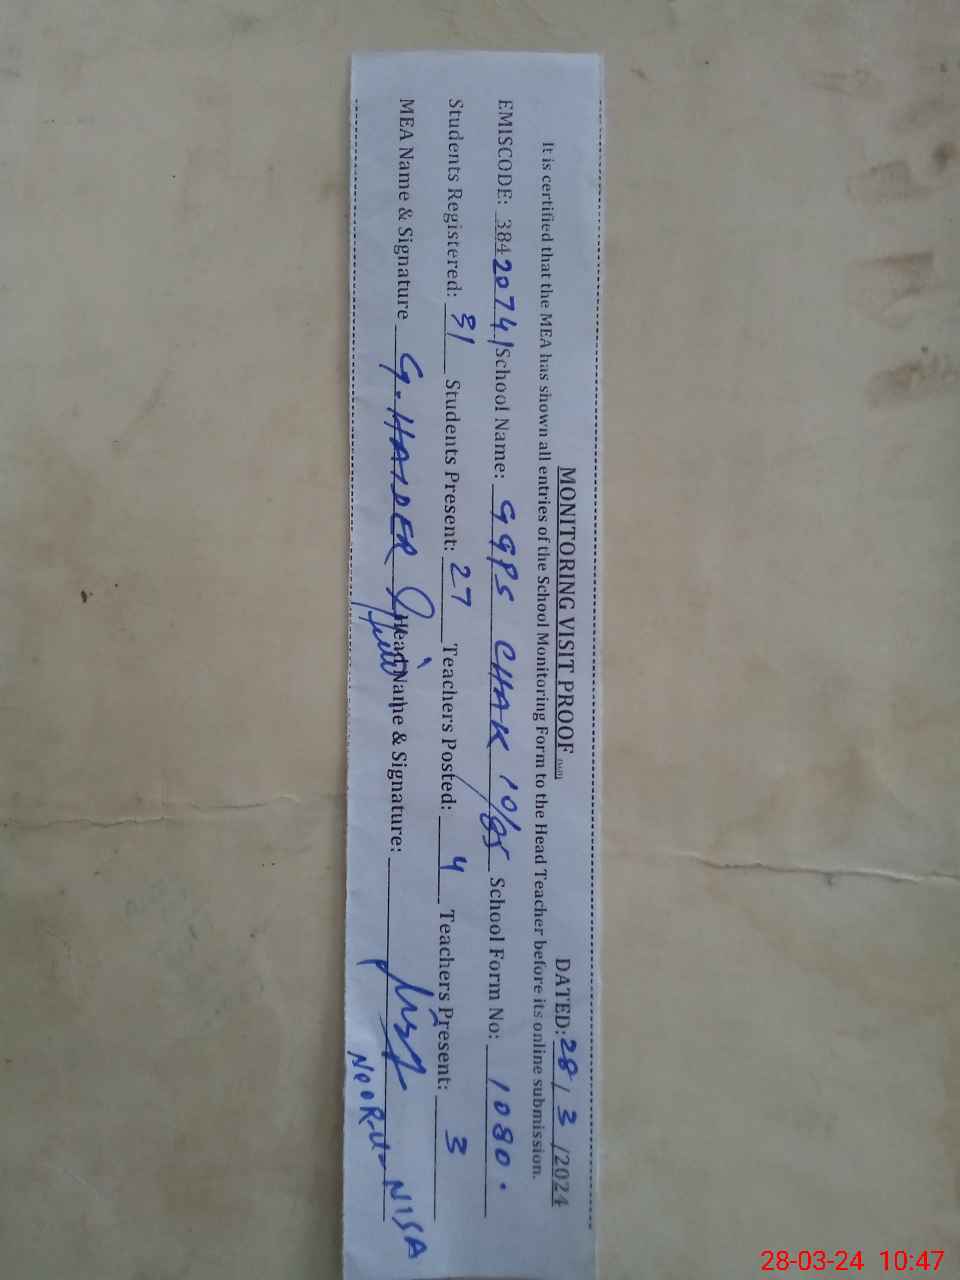 MONITORING VISIT PROOF DATED: 28/3/2024
It is certified that the MEA has shown all entries of the School Monitoring Form to the Head Teacher before its online submission.
EMISCODE: 38420741 School Name: GGPS CHAK 10/85 School Form No: 1080.
Students Registered: 31 Students Present: 27 Teachers Posted: 4 Teachers Present: 3
MEA Name & Signature G. HAIDER Head Name & Signature:
NOOR-U-NISA
28-03-24 10:47